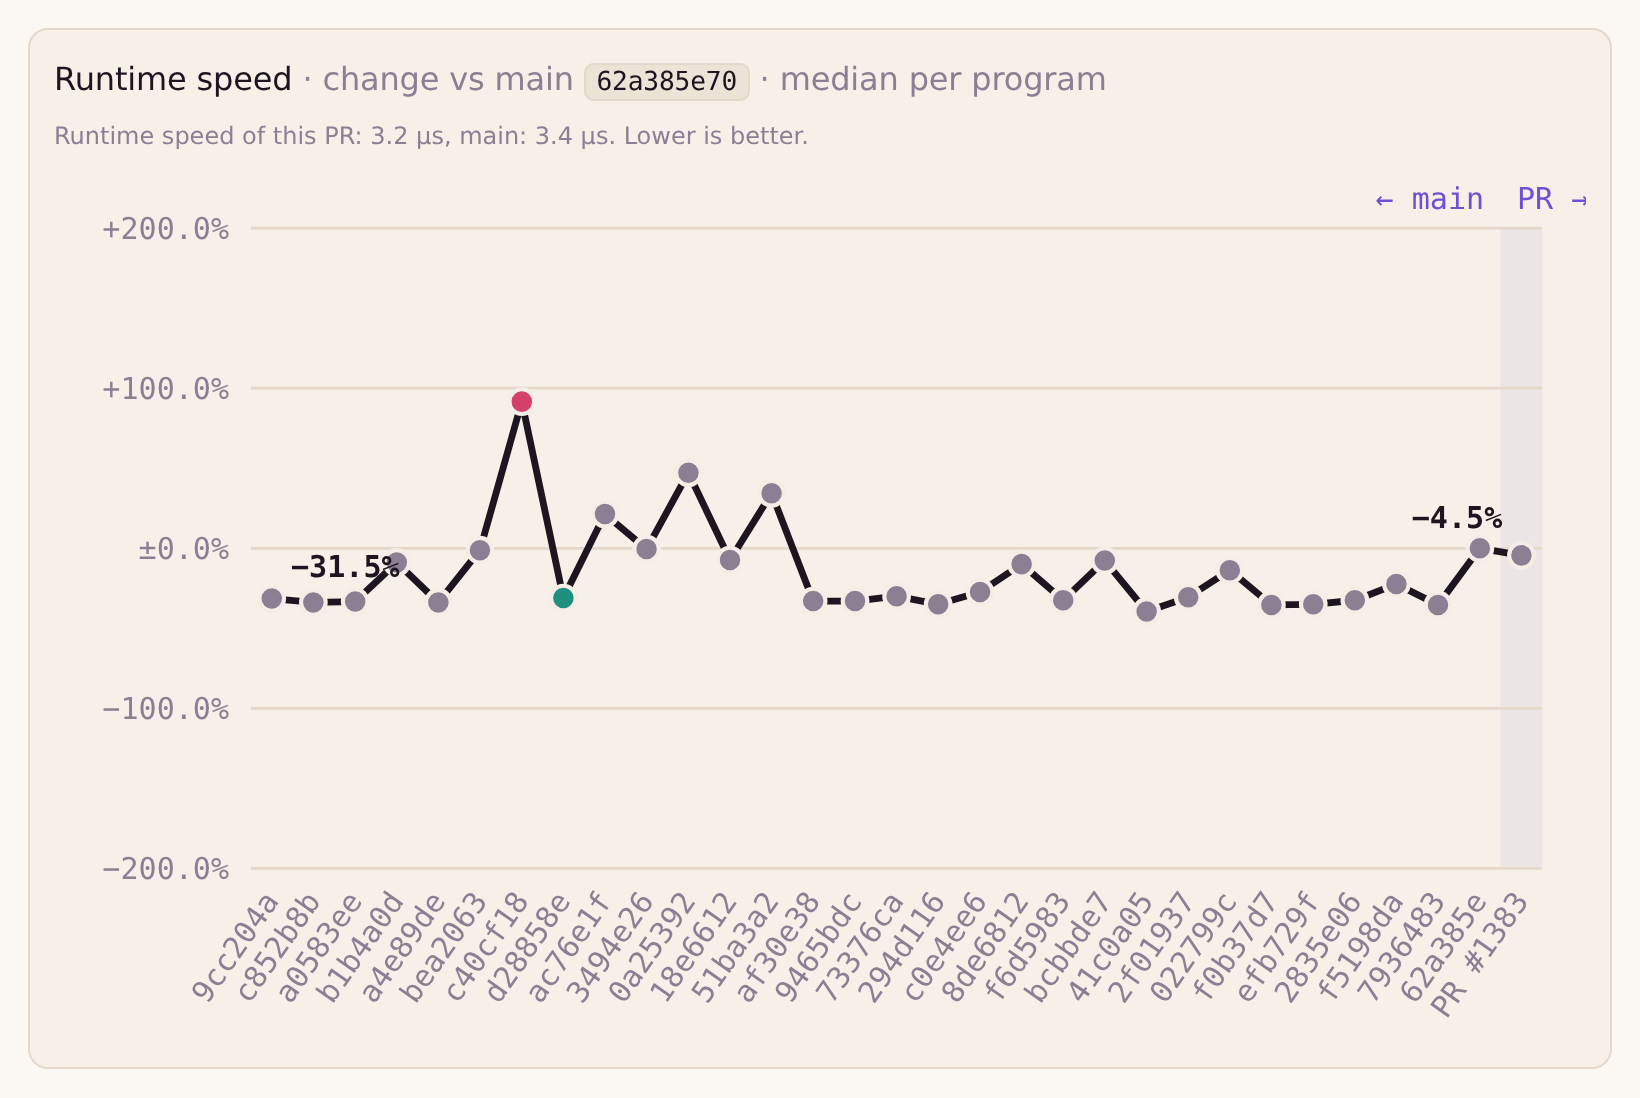 Runtime speed · change vs main 62a385e70 · median per program
Runtime speed of this PR: 3.2 µs, main: 3.4 µs. Lower is better.
← main PR →
+200.0%
+100.0%
±0.0%
−100.0%
−200.0%
−31.5%
−4.5%
9cc204a
c852b8b
a0583ee
b1b4a0d
a4e89de
bea2063
c40cf18
d28858e
ac76e1f
3494e26
0a25392
18e6612
51ba3a2
af30e38
9465bdc
73376ca
294d116
c0e4ee6
8de6812
f6d5983
bcbbde7
41c0a05
2f01937
022799c
f0b37d7
efb729f
2835e06
f5198da
7936483
62a385e
PR #1383